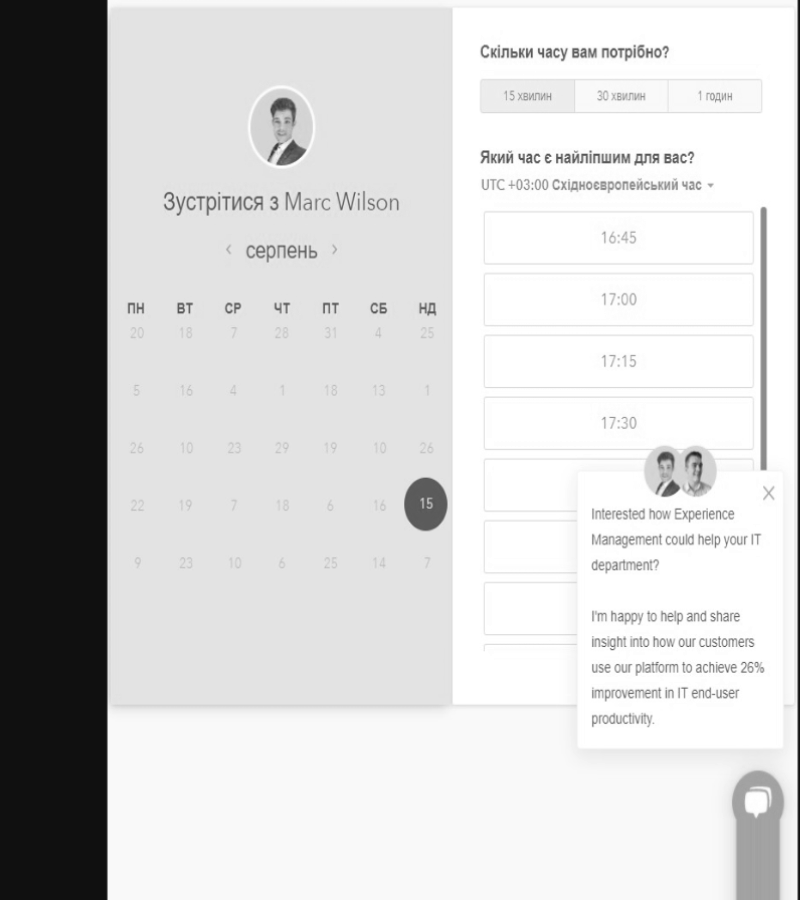 Зустрітися з Marc Wilson
серпень
ПН ВТ СР ЧТ ПТ СБ НД
20 18 7 28 31 4 25
5 16 4 1 18 13 1
26 10 23 29 19 10 26
22 19 7 18 6 16 15
9 23 10 6 25 14 7
Скільки часу вам потрібно?
15 хвилин 30 хвилин 1 годин
Який час є найліпшим для вас?
UTC +03:00 Східноєвропейський час
16:45
17:00
17:15
17:30
Interested how Experience
Management could help your IT
department?
I'm happy to help and share
insight into how our customers
use our platform to achieve 26%
improvement in IT end-user
productivity.